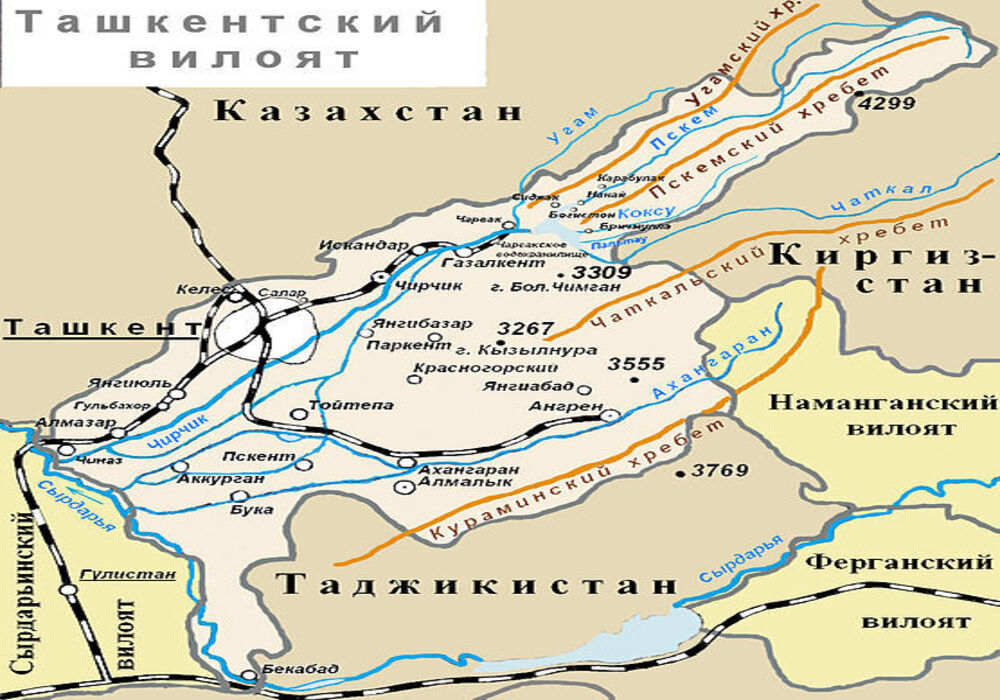 Ташкентский
вилоят
Казахстан
Угам
Угамский хр.
Пскем
Пскемский хребет
4299
Карабулак
Нанай
Сиджак
Богистон
Коксу
Бричмулла
Пальтау
Чаткал
Чарвак
Чарвакское
водохранилище
Искандар
Газалкент
Чирчик
3309
г. Бол.Чимган
Чаткальский хребет
Киргиз-
стан
Келес
Салар
Ташкент
Янгибазар
Паркент
3267
г. Кызылнура
Красногорский
3555
Янгиабад
Ангрен
Ахангаран
Янгиюль
Гульбахор
Алмазар
Чиназ
Чирчик
Тойтепа
Пскент
Аккурган
Бука
Ахангаран
Алмалык
Кураминский хребет
3769
Наманганский
вилоят
Сырдарья
Сырдарьинский
вилоят
Гулистан
Таджикистан
Сырдарья
Ферганский
вилоят
Бекабад